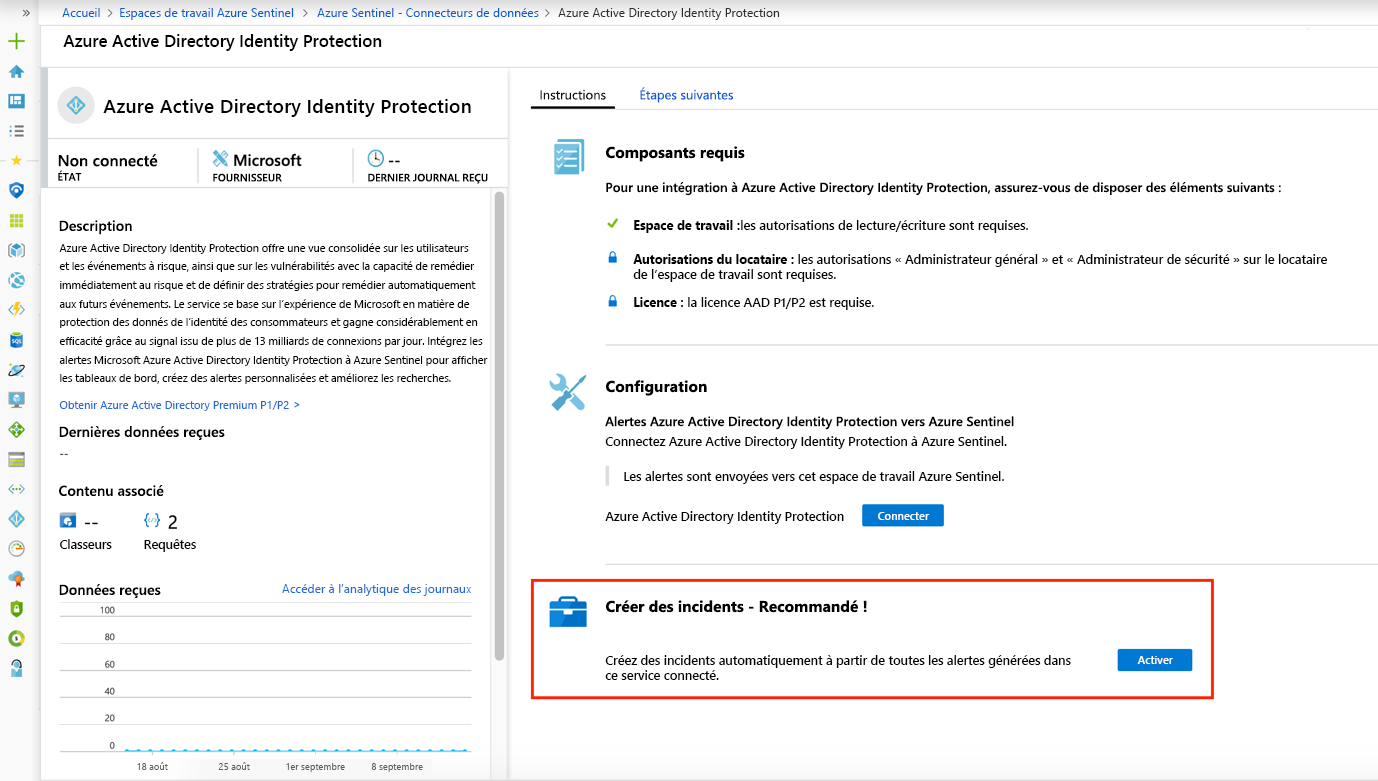 » Accueil > Espaces de travail Azure Sentinel > Azure Sentinel - Connecteurs de données > Azure Active Directory Identity Protection
Azure Active Directory Identity Protection
Azure Active Directory Identity Protection
Non connecté
ÉTAT
Microsoft
FOURNISSEUR
--
DERNIER JOURNAL REÇU
Description
Azure Active Directory Identity Protection offre une vue consolidée sur les utilisateurs
et les événements à risque, ainsi que sur les vulnérabilités avec la capacité de remédier
immédiatement au risque et de définir des stratégies pour remédier automatiquement
aux futurs événements. Le service se base sur l'expérience de Microsoft en matière de
protection des donnés de l'identité des consommateurs et gagne considérablement en
efficacité grâce au signal issu de plus de 13 milliards de connexions par jour. Intégrez les
alertes Microsoft Azure Active Directory Identity Protection à Azure Sentinel pour afficher
les tableaux de bord, créez des alertes personnalisées et améliorez les recherches.
Obtenir Azure Active Directory Premium P1/P2 >
Dernières données reçues
--
Contenu associé
--
Classeurs
2
Requêtes
Données reçues
Accéder à l'analytique des journaux
100
80
60
40
20
0
18 août 25 août 1er septembre 8 septembre
Instructions
Étapes suivantes
Composants requis
Pour une intégration à Azure Active Directory Identity Protection, assurez-vous de disposer des éléments suivants :
Espace de travail :les autorisations de lecture/écriture sont requises.
Autorisations du locataire : les autorisations « Administrateur général » et « Administrateur de sécurité » sur le locataire
de l'espace de travail sont requises.
Licence : la licence AAD P1/P2 est requise.
Configuration
Alertes Azure Active Directory Identity Protection vers Azure Sentinel
Connectez Azure Active Directory Identity Protection à Azure Sentinel.
Les alertes sont envoyées vers cet espace de travail Azure Sentinel.
Azure Active Directory Identity Protection
Connecter
Créer des incidents - Recommandé !
Créez des incidents automatiquement à partir de toutes les alertes générées dans
ce service connecté.
Activer
SQL